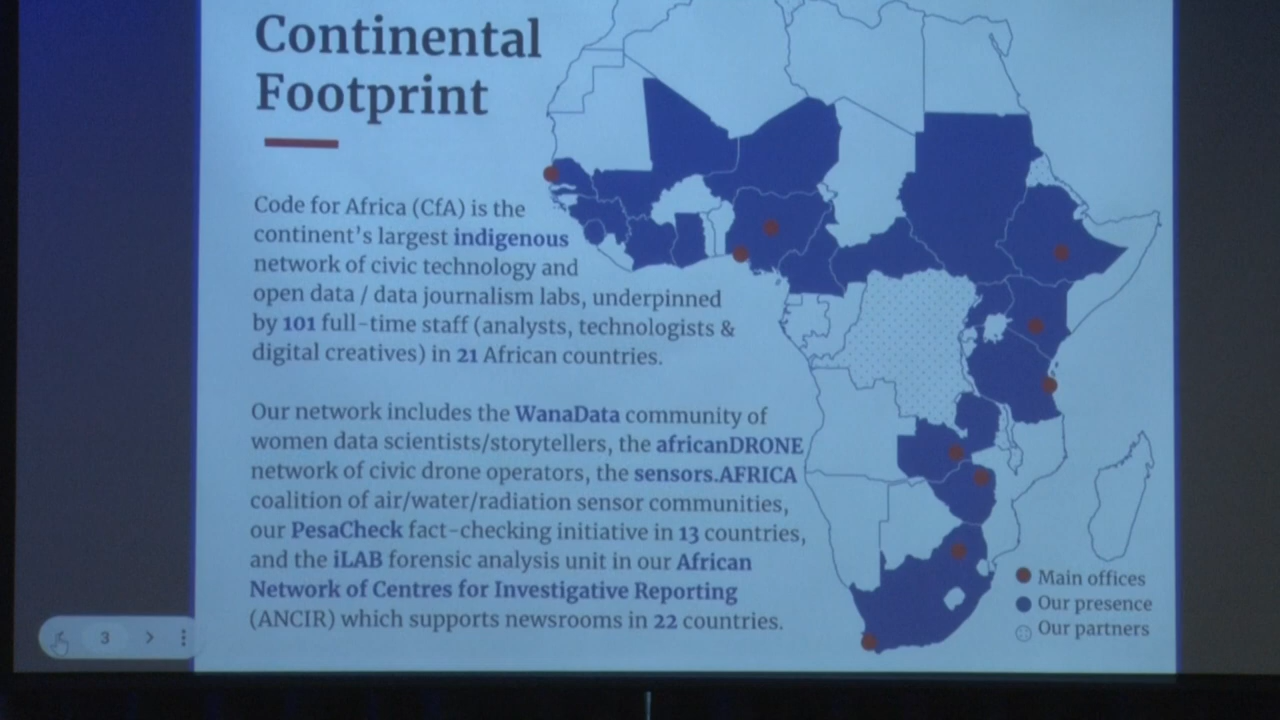 Continental
Footprint
Code for Africa (CfA) is the
continent's largest indigenous
network of civic technology and
open data / data journalism labs, underpinned
by 101 full-time staff (analysts, technologists &
digital creatives) in 21 African countries.
Our network includes the WanaData community of
women data scientists/storytellers, the africanDRONE
network of civic drone operators, the sensors.AFRICA
coalition of air/water/radiation sensor communities,
our PesaCheck fact-checking initiative in 13 countries,
and the iLAB forensic analysis unit in our African
Network of Centres for Investigative Reporting
(ANCIR) which supports newsrooms in 22 countries.
Main offices
Our presence
Our partners
3